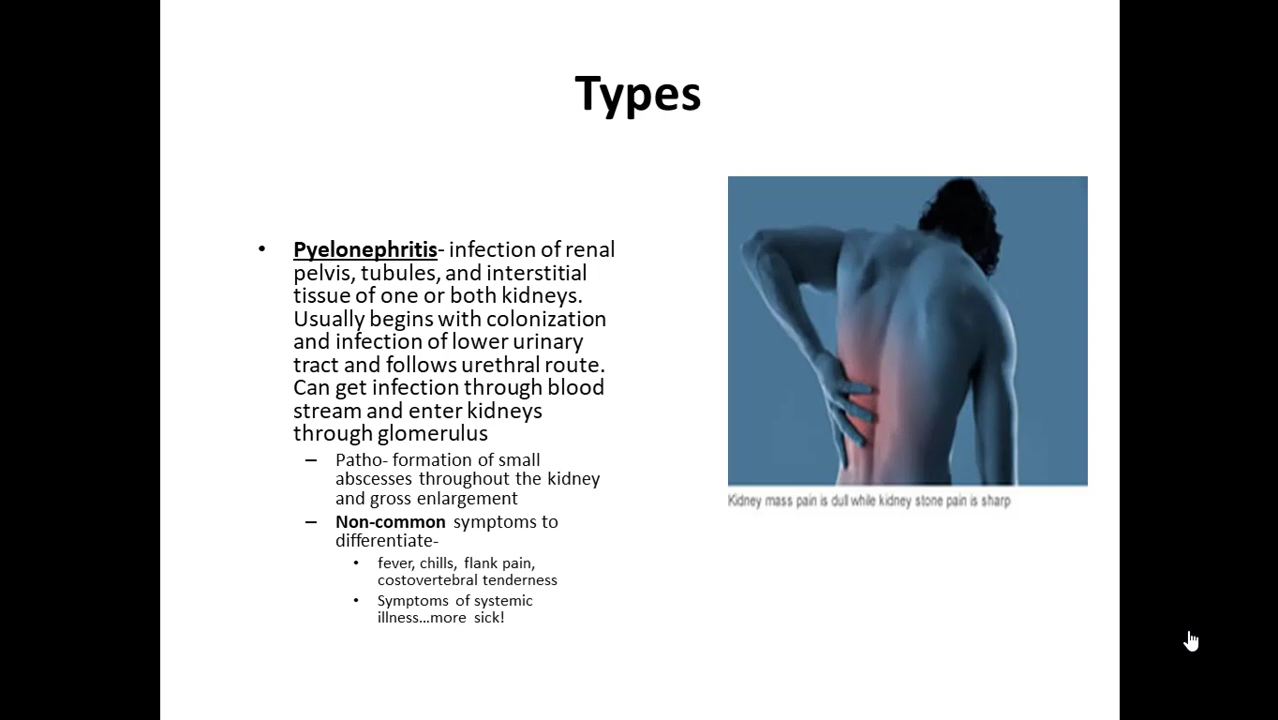 Types
• Pyelonephritis- infection of renal
pelvis, tubules, and interstitial
tissue of one or both kidneys.
Usually begins with colonization
and infection of lower urinary
tract and follows urethral route.
Can get infection through blood
stream and enter kidneys
through glomerulus
– Patho- formation of small
abscesses throughout the kidney
and gross enlargement
– Non-common symptoms to
differentiate-
• fever, chills, flank pain,
costovertebral tenderness
• Symptoms of systemic
illness…more sick!
Kidney mass pain is dull while kidney stone pain is sharp